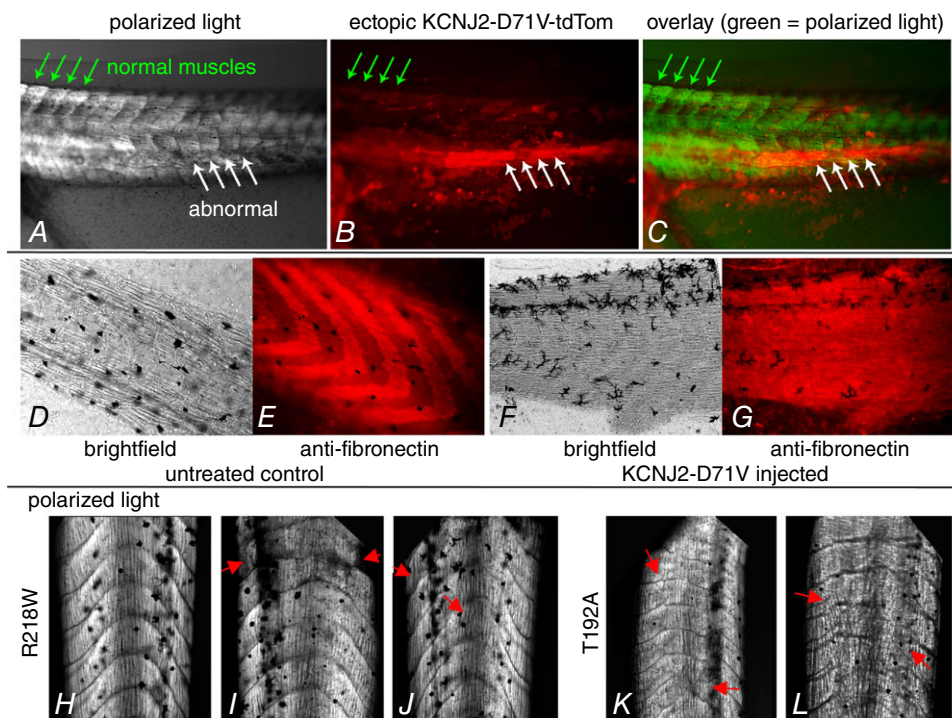 polarized light
ectopic KCNJ2-D71V-tdTom
overlay (green = polarized light)
normal muscles
abnormal
A
B
C
D
E
F
G
brightfield
anti-fibronectin
brightfield
anti-fibronectin
untreated control
KCNJ2-D71V injected
polarized light
R218W
T192A
H
I
J
K
L